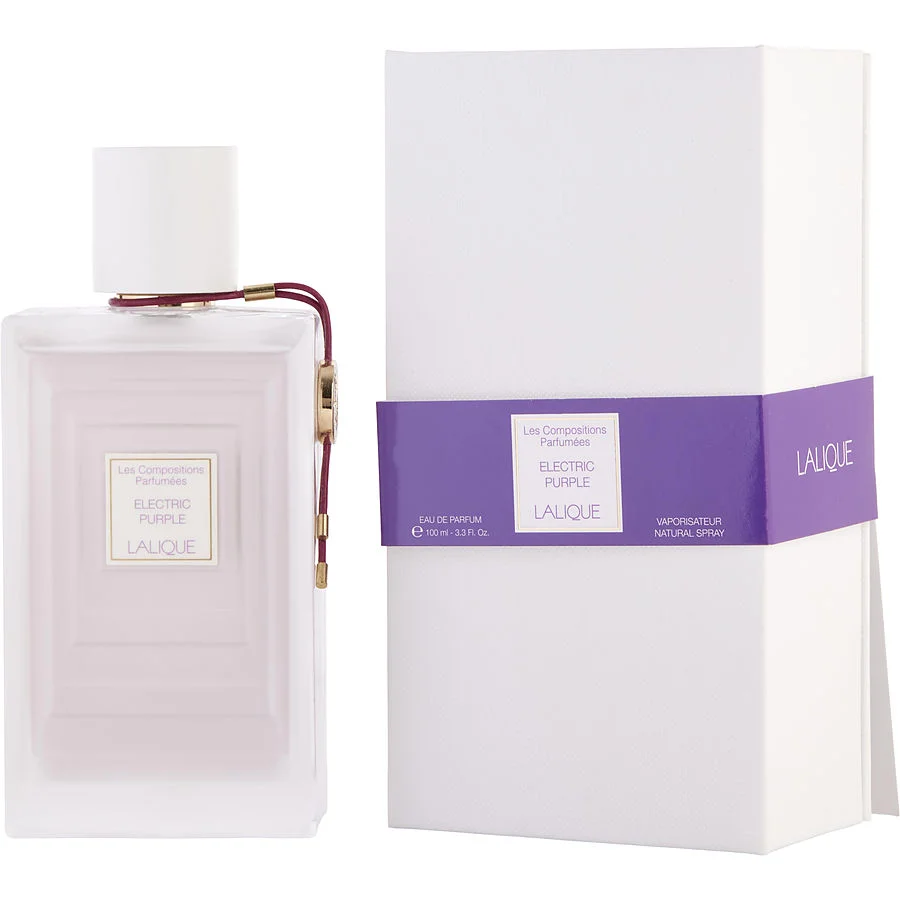 Les Compositions
Parfumées
ELECTRIC
PURPLE
LALIQUE
Les Compositions
Parfumées
ELECTRIC
PURPLE
LALIQUE
EAU DE PARFUM
℮ 100 ml - 3.3 Fl. Oz.
VAPORISATEUR
NATURAL SPRAY
LALIQUE